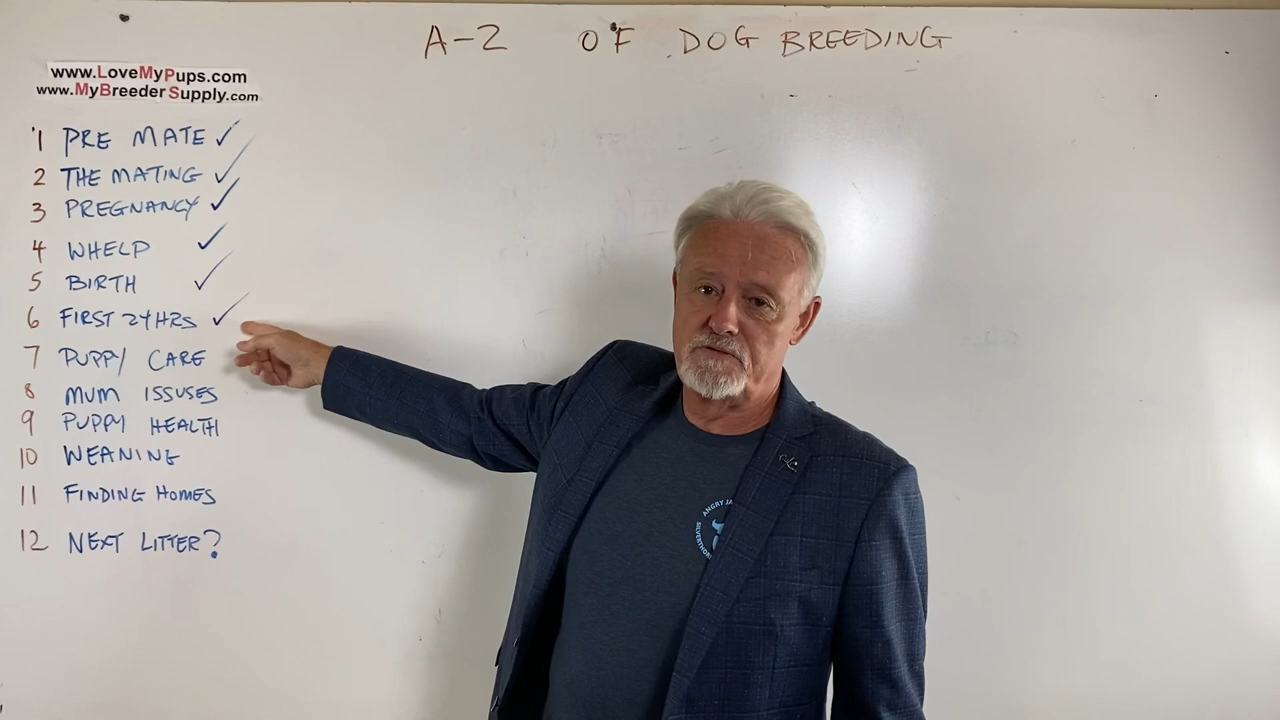 A-Z OF DOG BREEDING
www.LoveMyPups.com
www.MyBreederSupply.com
1 PRE MATE ✓
2 THE MATING ✓
3 PREGNANCY ✓
4 WHELP ✓
5 BIRTH ✓
6 FIRST 24HRS ✓
7 PUPPY CARE
8 MUM ISSUSES
9 PUPPY HEALTH
10 WEANING
11 FINDING HOMES
12 NEXT LITTER?
ANGRY